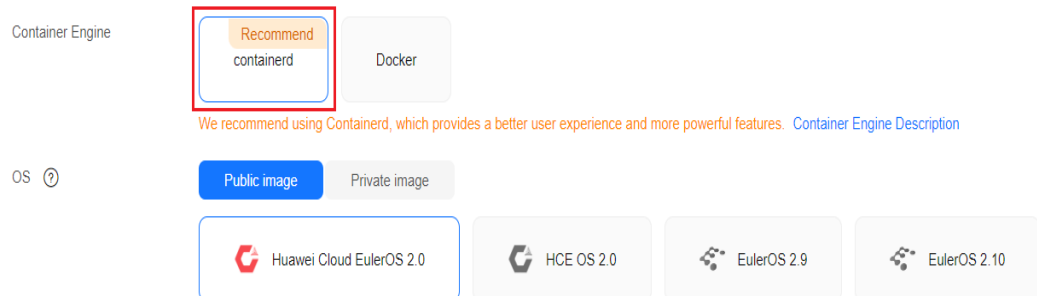 Container Engine
Recommend
containerd
Docker
We recommend using Containerd, which provides a better user experience and more powerful features. Container Engine Description
OS ?
Public image
Private image
Huawei Cloud EulerOS 2.0
HCE OS 2.0
EulerOS 2.9
EulerOS 2.10